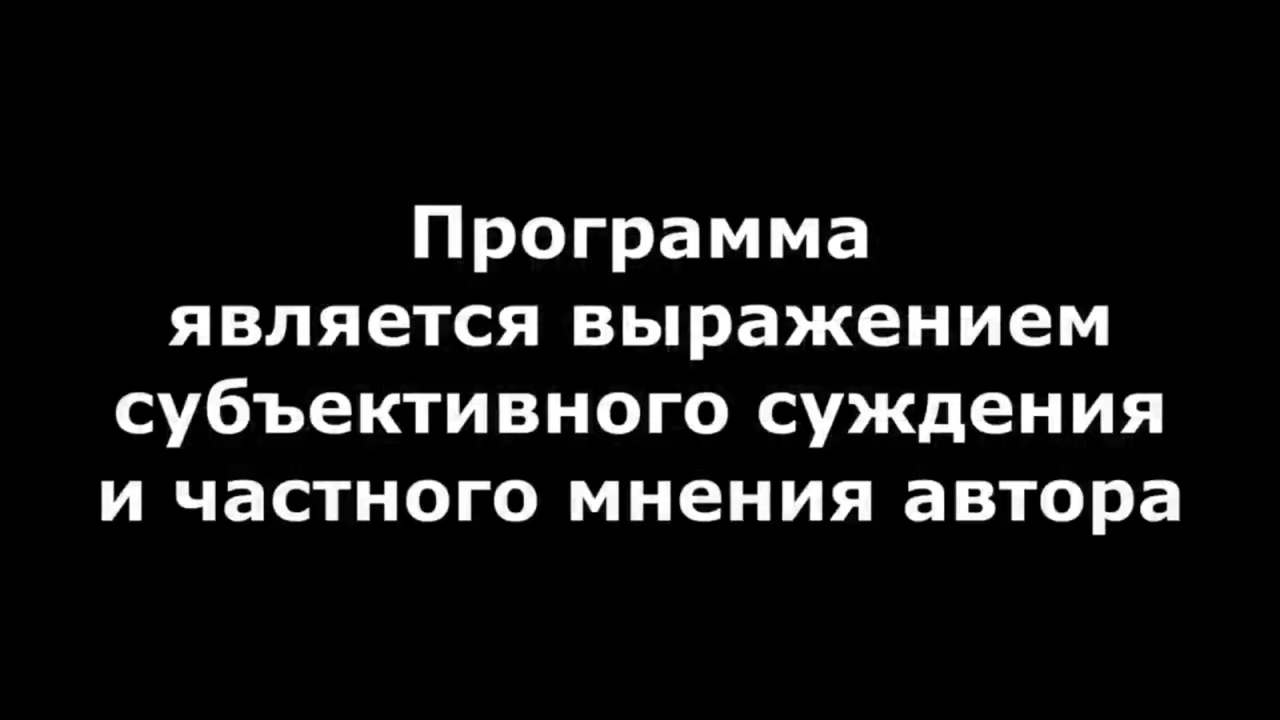 Программа
является выражением
субъективного суждения
и частного мнения автора